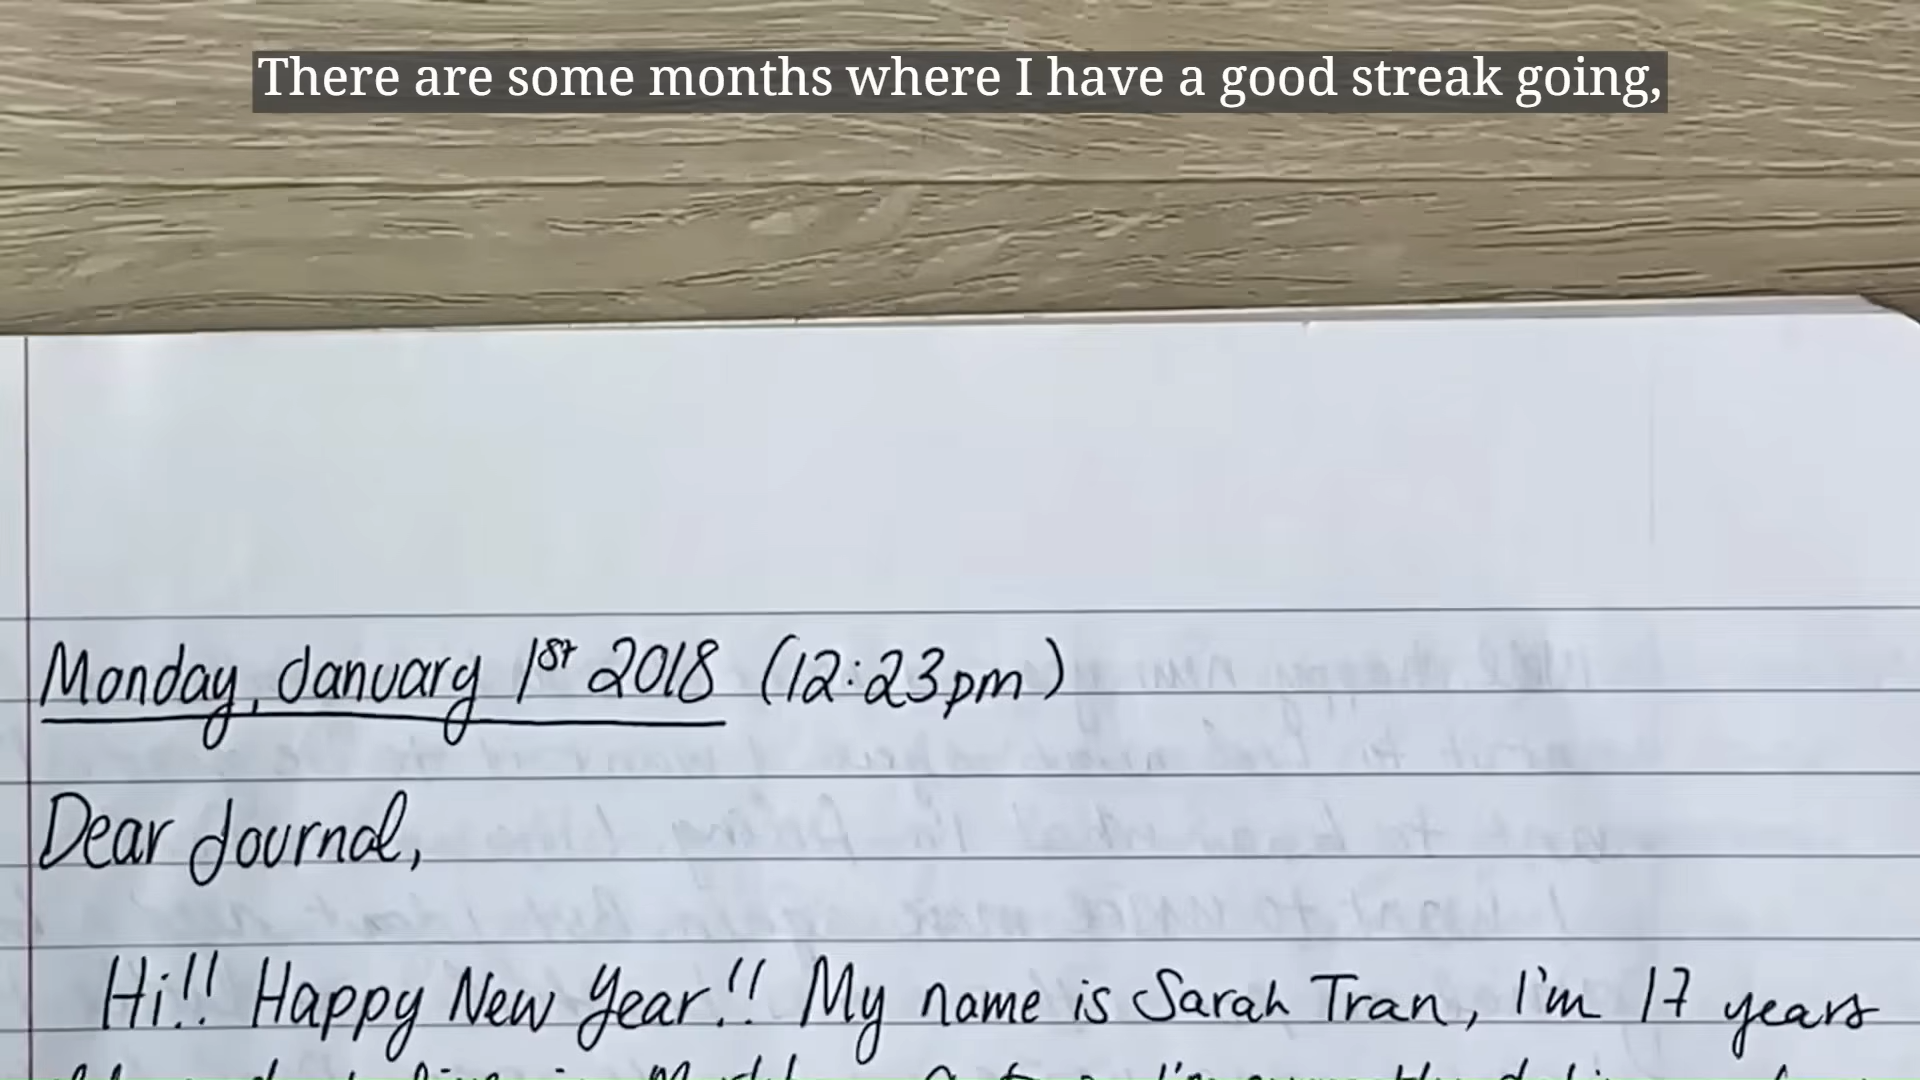 There are some months where I have a good streak going,
Monday, January 1st 2018 (12:23pm)
Dear Journal,
Hi!! Happy New Year!! My name is Sarah Tran, I'm 17 years